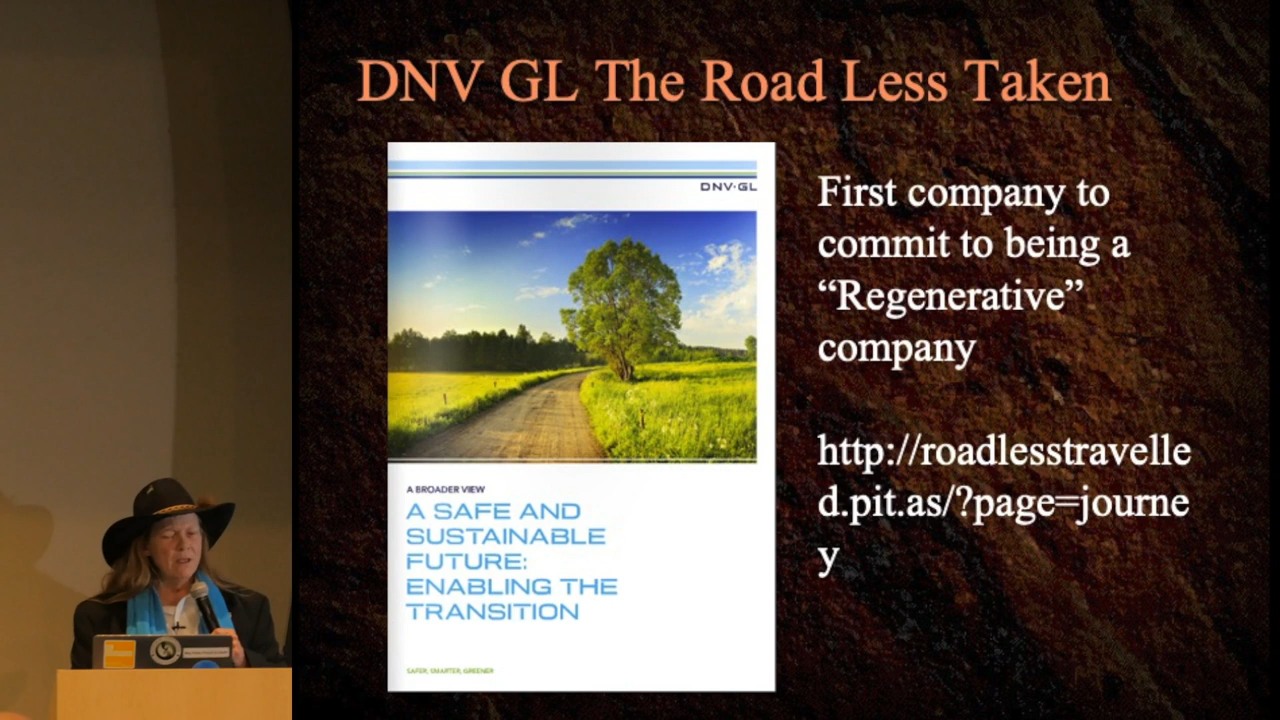 DNV GL The Road Less Taken
DNV·GL
First company to
commit to being a
“Regenerative”
company
http://roadlesstravelle
d.pit.as/?page=journe
y
A BROADER VIEW
A SAFE AND
SUSTAINABLE
FUTURE:
ENABLING THE
TRANSITION
SAFER, SMARTER, GREENER